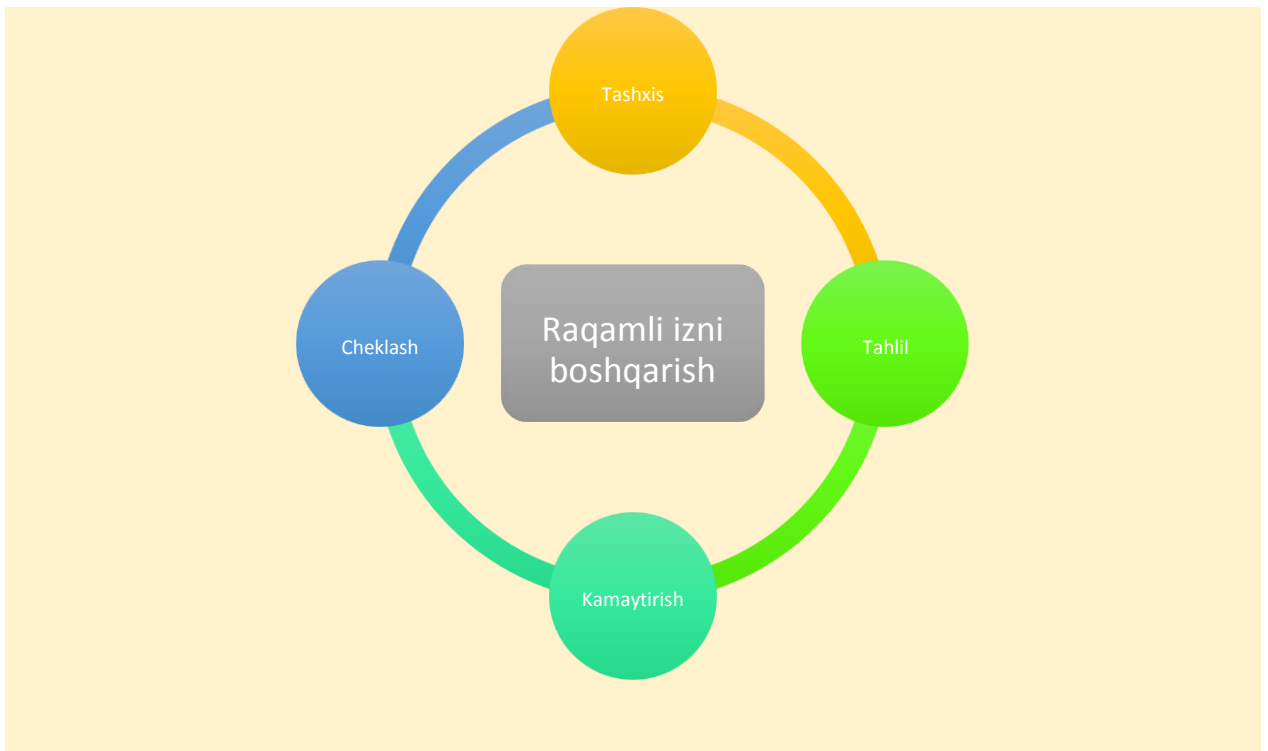 Tashxis
Cheklash
Raqamli izni
boshqarish
Tahlil
Kamaytirish